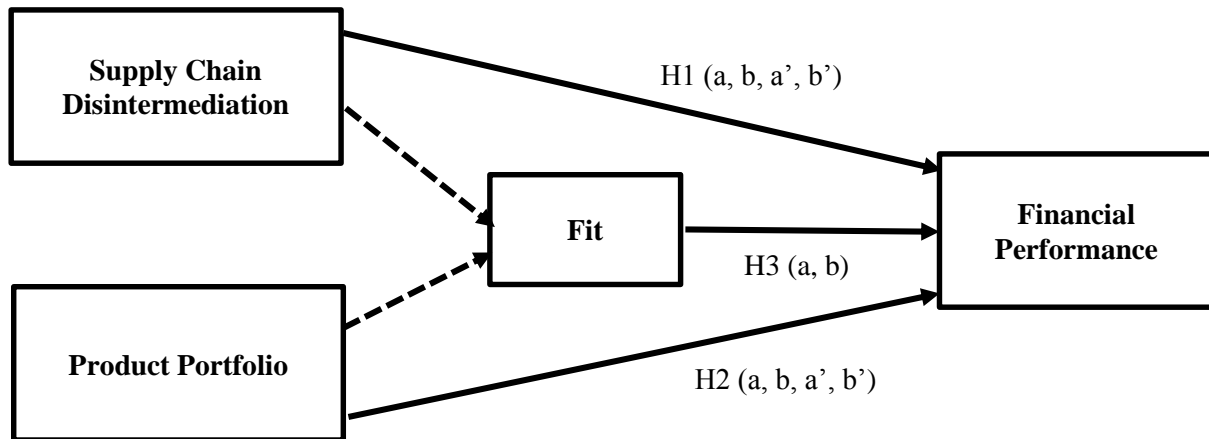 Supply Chain
Disintermediation
H1 (a, b, a’, b’)
Fit
Financial
Performance
H3 (a, b)
Product Portfolio
H2 (a, b, a’, b’)